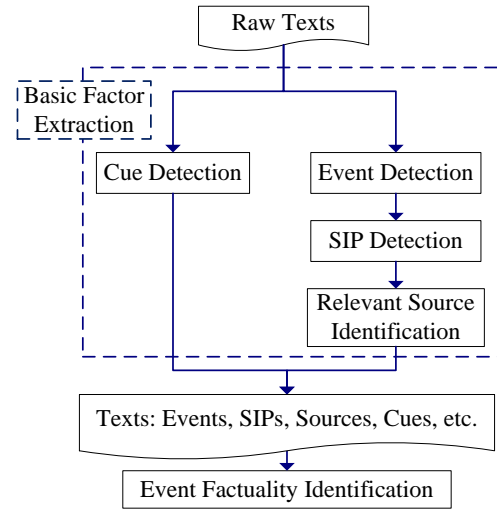 Raw Texts
Basic Factor
Extraction
Cue Detection
Event Detection
SIP Detection
Relevant Source
Identification
Texts: Events, SIPs, Sources, Cues, etc.
Event Factuality Identification